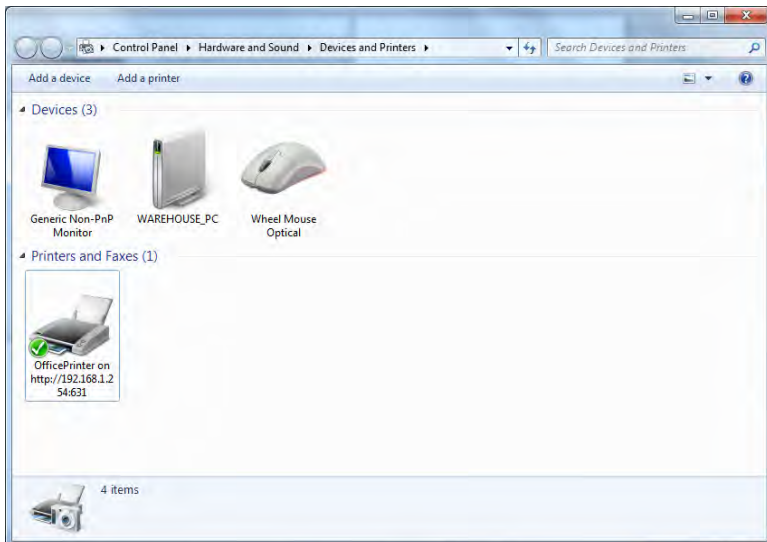 Control Panel ▸ Hardware and Sound ▸ Devices and Printers ▸
Search Devices and Printers
Add a device Add a printer
Devices (3)
Generic Non-PnP
Monitor
WAREHOUSE_PC
Wheel Mouse
Optical
Printers and Faxes (1)
OfficePrinter on
http://192.168.1.2
54:631
4 items